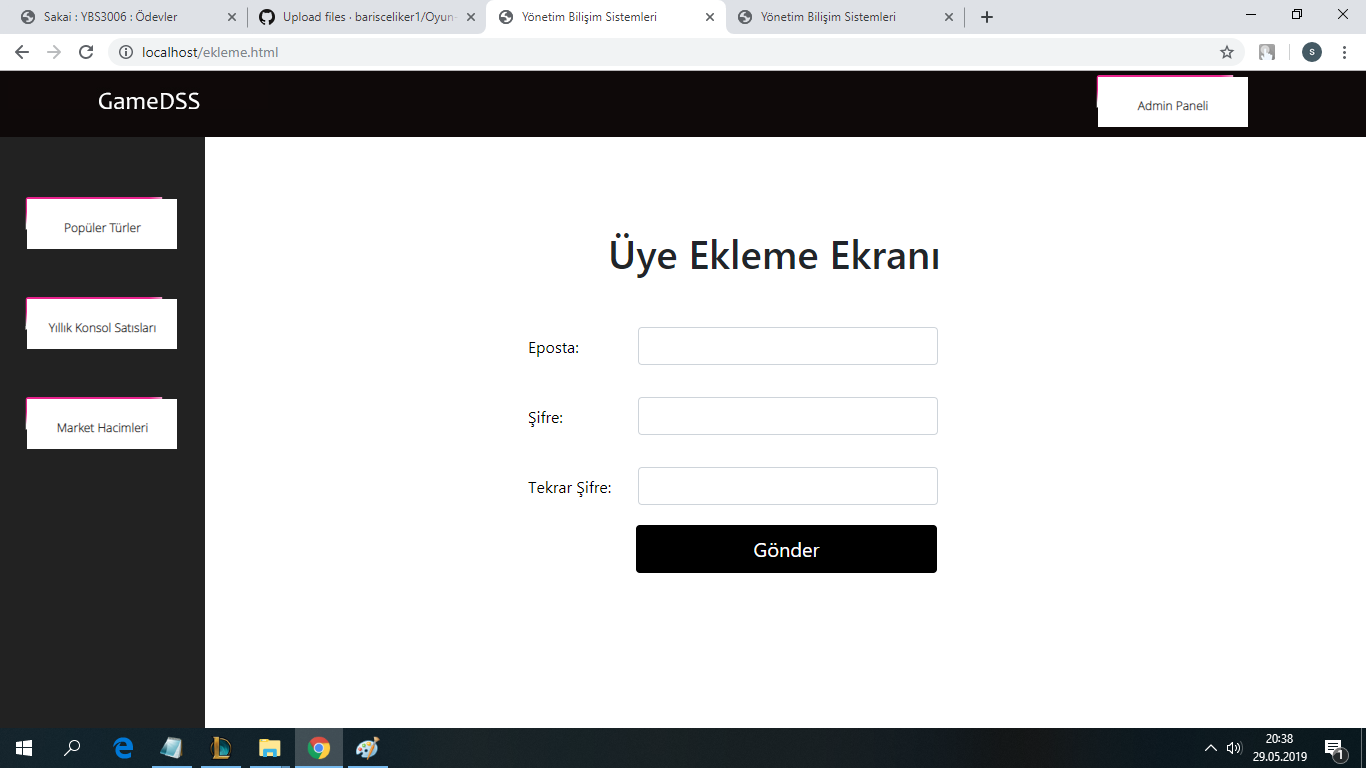 Sakai : YBS3006 : Ödevler
Upload files · barisceliker1/Oyun-
Yönetim Bilişim Sistemleri
Yönetim Bilişim Sistemleri
localhost/ekleme.html
s
GameDSS
Admin Paneli
Popüler Türler
Yıllık Konsol Satısları
Market Hacimleri
Üye Ekleme Ekranı
Eposta:
Şifre:
Tekrar Şifre:
Gönder
20:38
29.05.2019
1